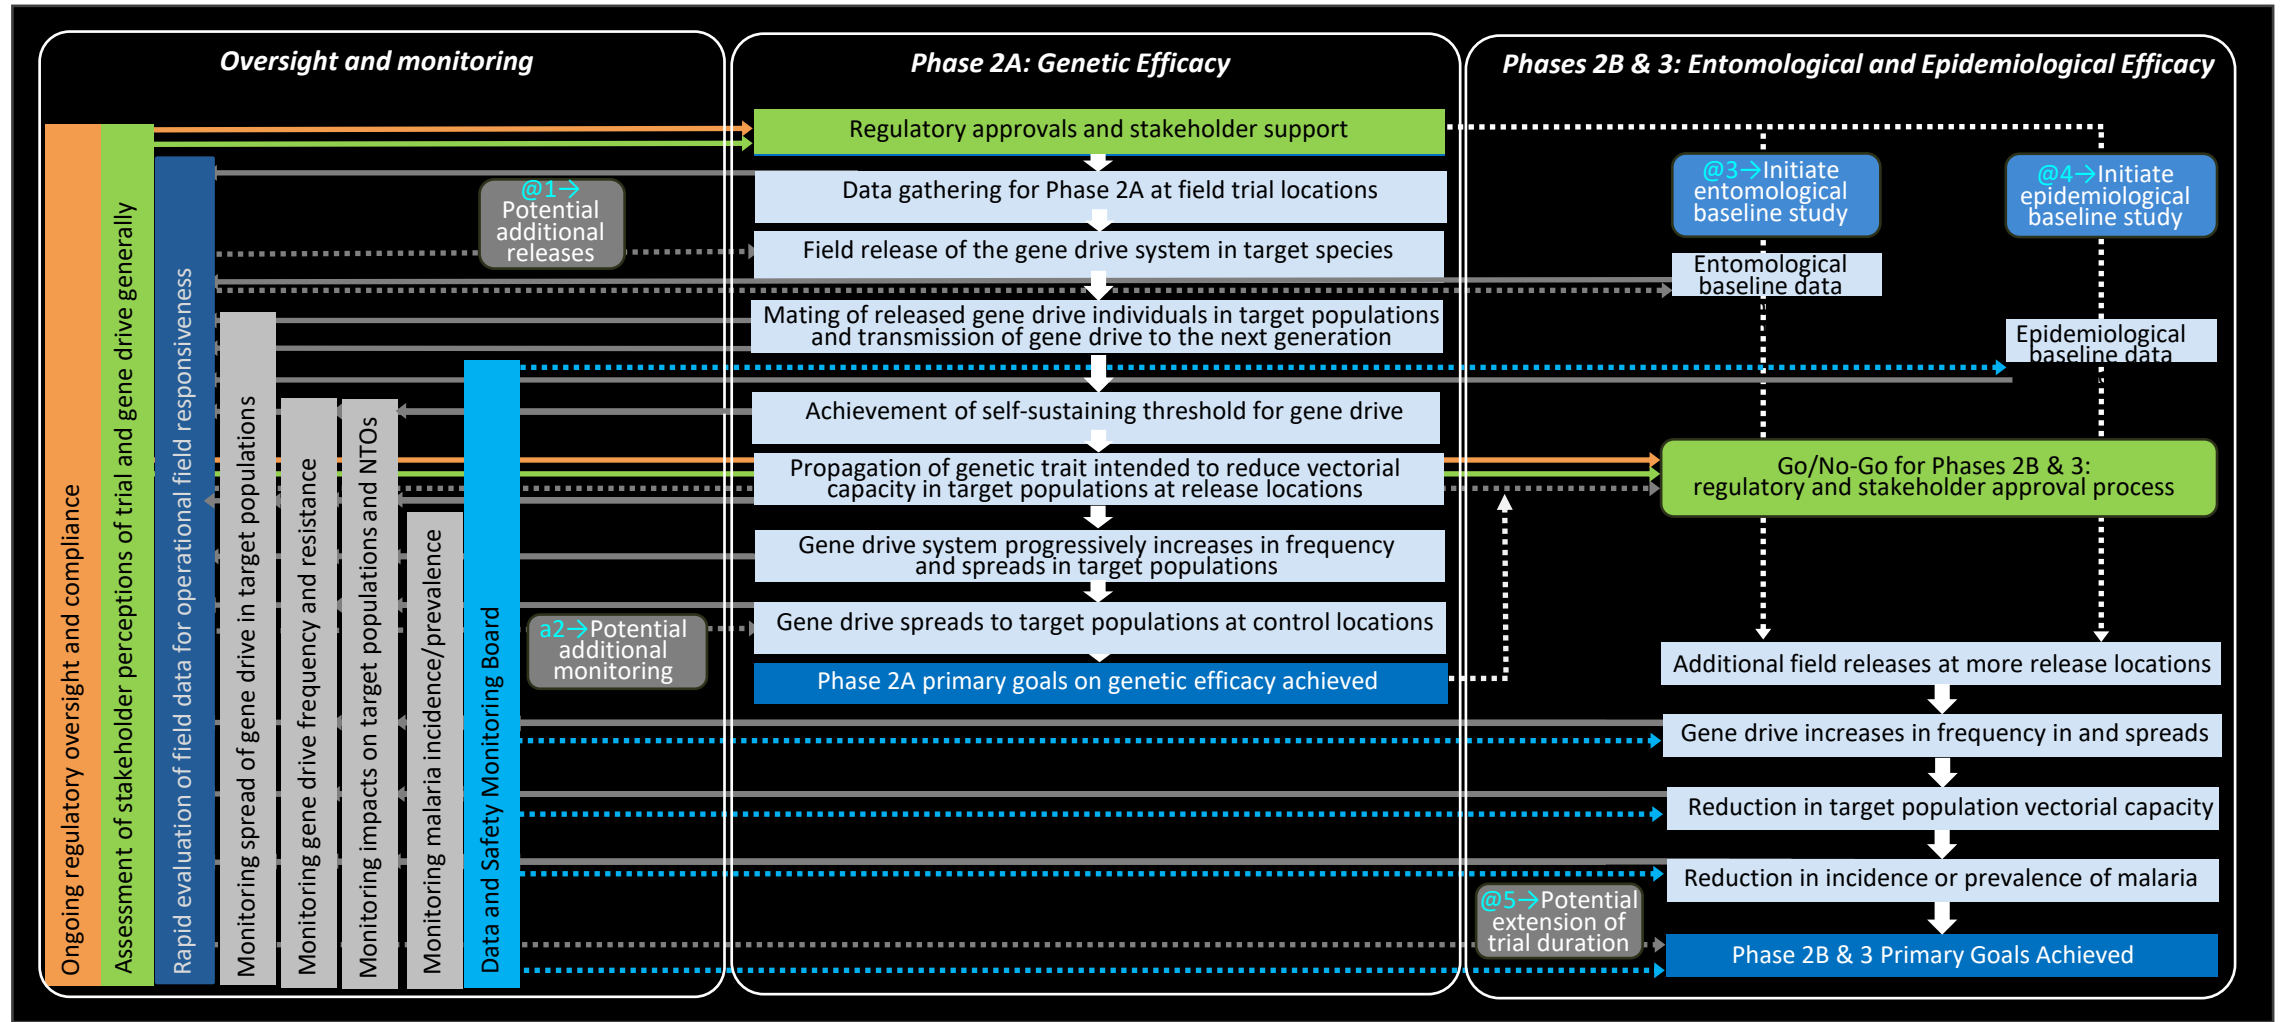 Oversight and monitoring
Ongoing regulatory oversight and compliance
Assessment of stakeholder perceptions of trial and gene drive generally
Rapid evaluation of field data for operational field responsiveness
Monitoring spread of gene drive in target populations
Monitoring gene drive frequency and resistance
Monitoring impacts on target populations and NTOs
Monitoring malaria incidence/prevalence
Data and Safety Monitoring Board
@1→
Potential
additional
releases
a2→Potential
additional
monitoring
Phase 2A: Genetic Efficacy
Regulatory approvals and stakeholder support
Data gathering for Phase 2A at field trial locations
Field release of the gene drive system in target species
Mating of released gene drive individuals in target populations
and transmission of gene drive to the next generation
Achievement of self-sustaining threshold for gene drive
Propagation of genetic trait intended to reduce vectorial
capacity in target populations at release locations
Gene drive system progressively increases in frequency
and spreads in target populations
Gene drive spreads to target populations at control locations
Phase 2A primary goals on genetic efficacy achieved
Phases 2B & 3: Entomological and Epidemiological Efficacy
@3→Initiate
entomological
baseline study
@4→Initiate
epidemiological
baseline study
Entomological
baseline data
Epidemiological
baseline data
Go/No-Go for Phases 2B & 3:
regulatory and stakeholder approval process
Additional field releases at more release locations
Gene drive increases in frequency in and spreads
Reduction in target population vectorial capacity
Reduction in incidence or prevalence of malaria
@5→Potential
extension of
trial duration
Phase 2B & 3 Primary Goals Achieved